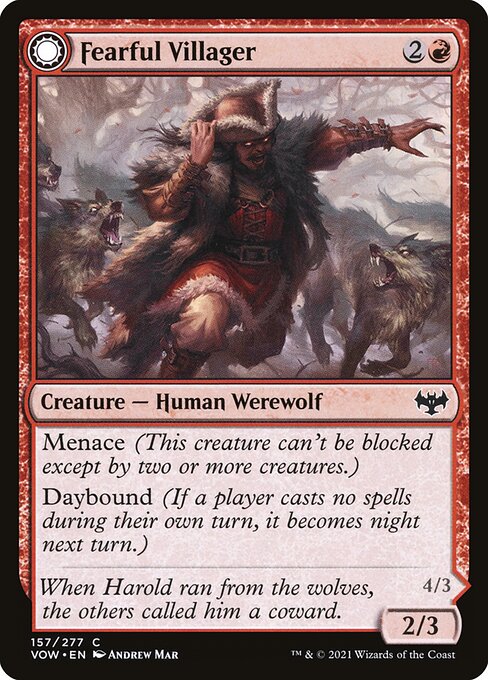 Fearful Villager 2
Creature — Human Werewolf
Menace (This creature can't be blocked
except by two or more creatures.)
Daybound (If a player casts no spells
during their own turn, it becomes night
next turn.)
When Harold ran from the wolves,
the others called him a coward.
4/3
2/3
157/277 C
VOW • EN Andrew Mar
™ & © 2021 Wizards of the Coast